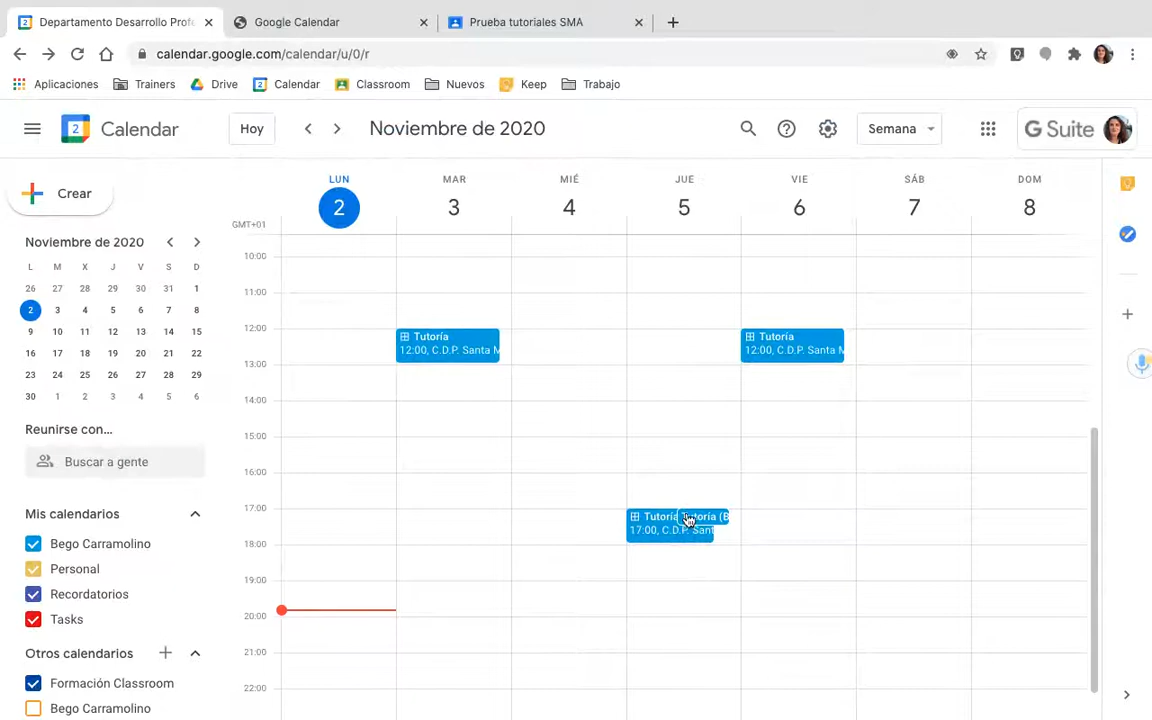 Departamento Desarrollo Profe
Google Calendar
Prueba tutoriales SMA
calendar.google.com/calendar/u/0/r
Aplicaciones Trainers Drive Calendar Classroom Nuevos Keep Trabajo
2 Calendar
Hoy
Noviembre de 2020
Semana
G Suite
Crear
LUN MAR MIÉ JUE VIE SÁB DOM
GMT+01 2 3 4 5 6 7 8
Noviembre de 2020
L M X J V S D
26 27 28 29 30 31 1
2 3 4 5 6 7 8
9 10 11 12 13 14 15
16 17 18 19 20 21 22
23 24 25 26 27 28 29
30 1 2 3 4 5 6
Reunirse con...
Buscar a gente
Mis calendarios
Bego Carramolino
Personal
Recordatorios
Tasks
Otros calendarios
Formación Classroom
Bego Carramolino
10:00
11:00
12:00
13:00
14:00
15:00
16:00
17:00
18:00
19:00
20:00
21:00
22:00
Tutoría
12:00, C.D.P. Santa M
Tutoría
12:00, C.D.P. Santa M
Tutoría
17:00, C.D.P. Sant
Tutoría (B